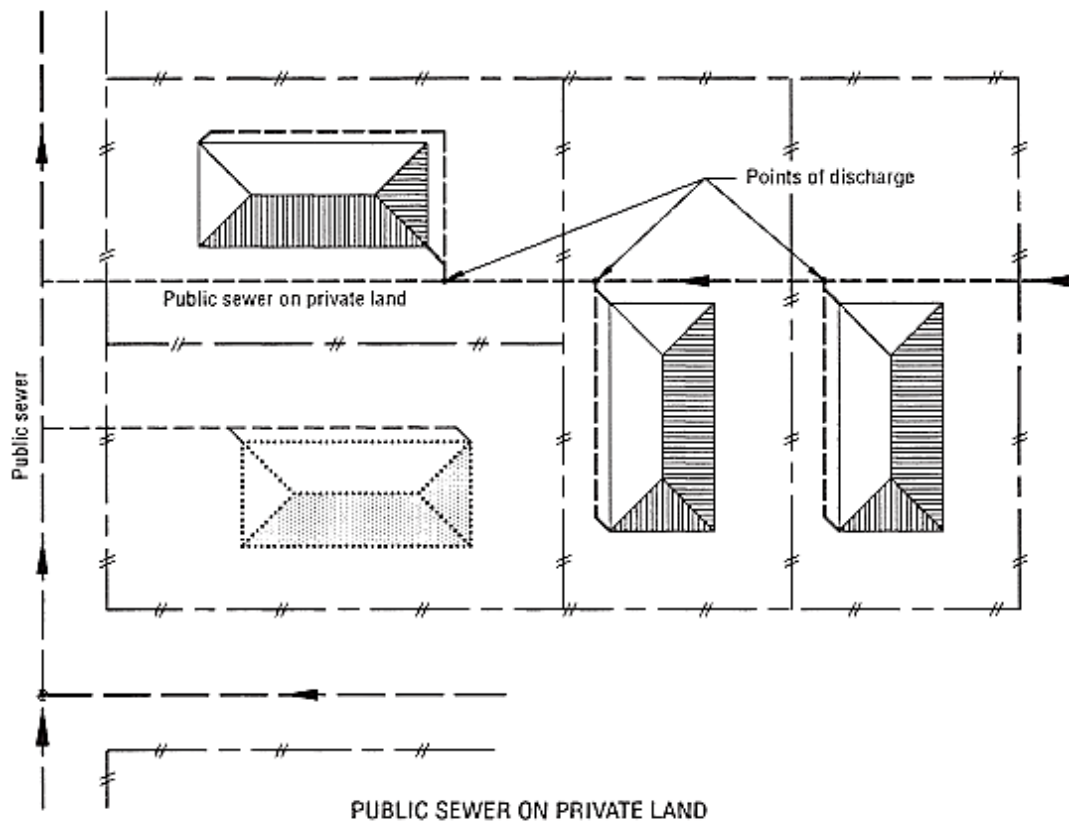 Points of discharge
Public sewer on private land
Public sewer
PUBLIC SEWER ON PRIVATE LAND